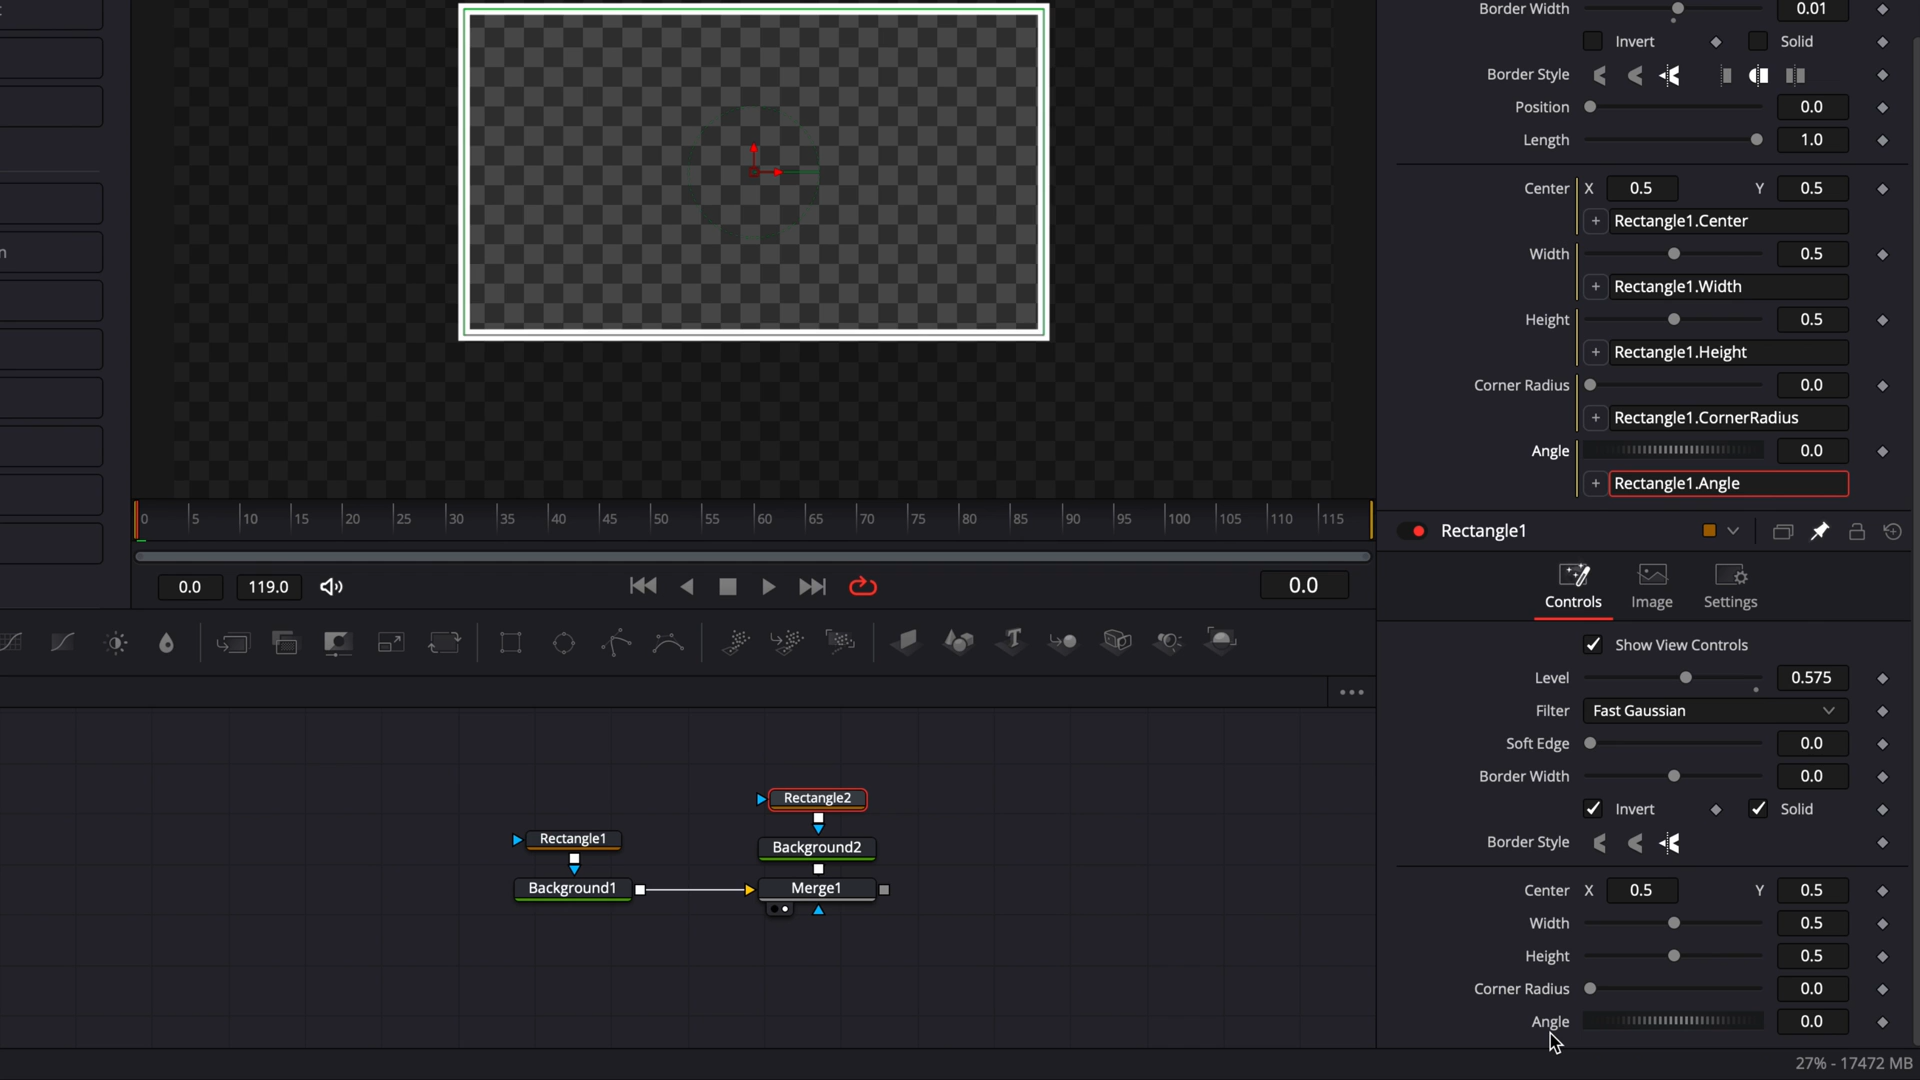 Border Width 0.01
Invert Solid
Border Style
Position 0.0
Length 1.0
Center X 0.5 Y 0.5
+ Rectangle1.Center
n
Width 0.5
+ Rectangle1.Width
Height 0.5
+ Rectangle1.Height
Corner Radius 0.0
+ Rectangle1.CornerRadius
Angle 0.0
+ Rectangle1.Angle
0 5 10 15 20 25 30 35 40 45 50 55 60 65 70 75 80 85 90 95 100 105 110 115
Rectangle1
0.0 119.0 0.0
Controls Image Settings
Show View Controls
Level 0.575
Filter Fast Gaussian
Soft Edge 0.0
Border Width 0.0
Invert Solid
Border Style
Rectangle2
Rectangle1
Background2
Background1 Merge1
Center X 0.5 Y 0.5
Width 0.5
Height 0.5
Corner Radius 0.0
Angle 0.0
27% - 17472 MB